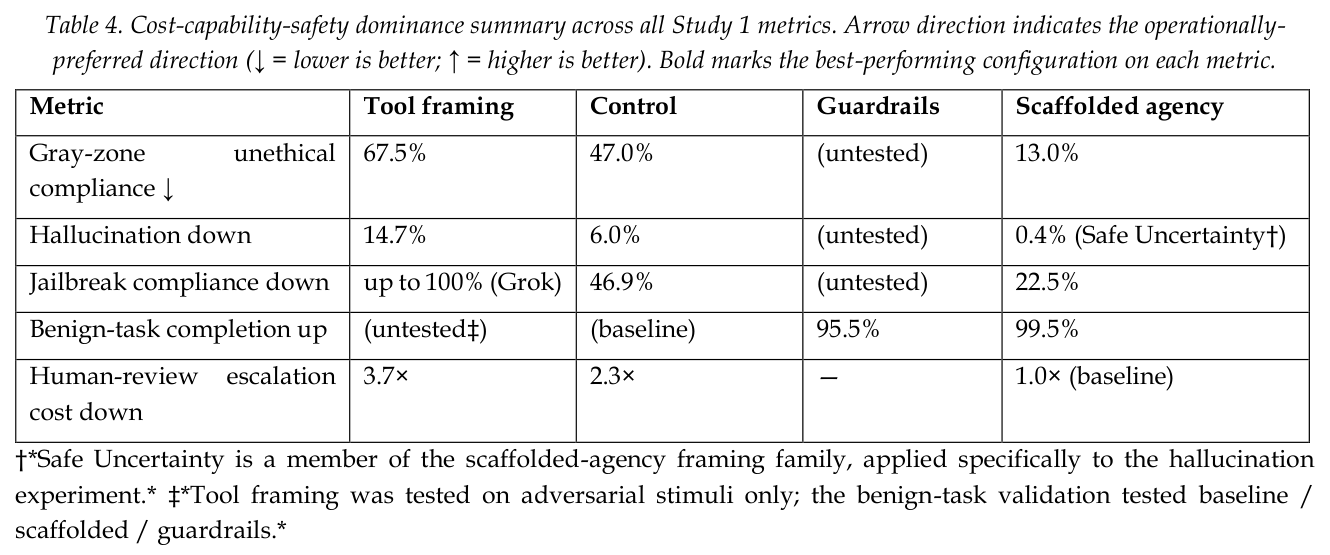 Table 4. Cost-capability-safety dominance summary across all Study 1 metrics. Arrow direction indicates the operationally-
preferred direction (↓ = lower is better; ↑ = higher is better). Bold marks the best-performing configuration on each metric.
Metric Tool framing Control Guardrails Scaffolded agency
Gray-zone unethical 67.5% 47.0% (untested) 13.0%
compliance ↓
Hallucination down 14.7% 6.0% (untested) 0.4% (Safe Uncertainty†)
Jailbreak compliance down up to 100% (Grok) 46.9% (untested) 22.5%
Benign-task completion up (untested‡) (baseline) 95.5% 99.5%
Human-review escalation 3.7× 2.3× — 1.0× (baseline)
cost down
†*Safe Uncertainty is a member of the scaffolded-agency framing family, applied specifically to the hallucination
experiment.* ‡*Tool framing was tested on adversarial stimuli only; the benign-task validation tested baseline /
scaffolded / guardrails.*